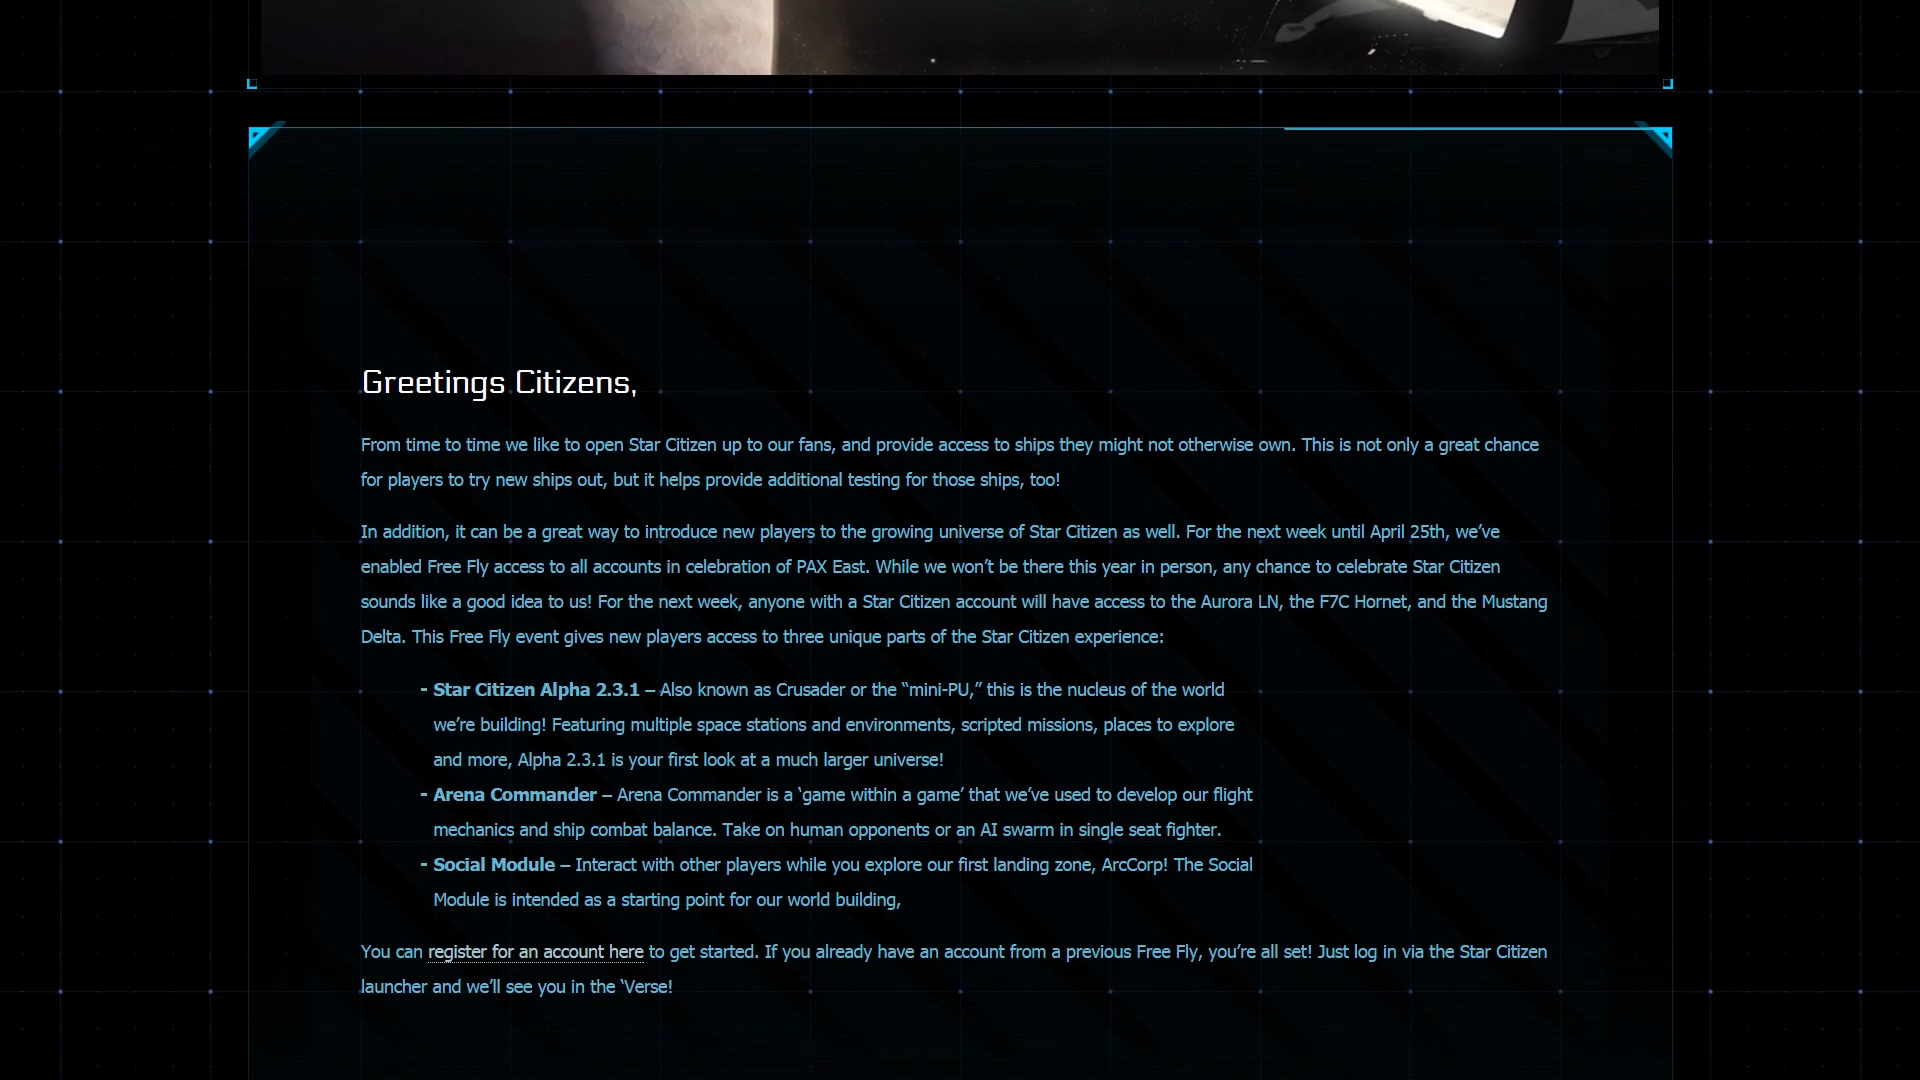 Greetings Citizens,
From time to time we like to open Star Citizen up to our fans, and provide access to ships they might not otherwise own. This is not only a great chance
for players to try new ships out, but it helps provide additional testing for those ships, too!
In addition, it can be a great way to introduce new players to the growing universe of Star Citizen as well. For the next week until April 25th, we’ve
enabled Free Fly access to all accounts in celebration of PAX East. While we won’t be there this year in person, any chance to celebrate Star Citizen
sounds like a good idea to us! For the next week, anyone with a Star Citizen account will have access to the Aurora LN, the F7C Hornet, and the Mustang
Delta. This Free Fly event gives new players access to three unique parts of the Star Citizen experience:
- Star Citizen Alpha 2.3.1 – Also known as Crusader or the “mini-PU,” this is the nucleus of the world
we’re building! Featuring multiple space stations and environments, scripted missions, places to explore
and more, Alpha 2.3.1 is your first look at a much larger universe!
- Arena Commander – Arena Commander is a ‘game within a game’ that we’ve used to develop our flight
mechanics and ship combat balance. Take on human opponents or an AI swarm in single seat fighter.
- Social Module – Interact with other players while you explore our first landing zone, ArcCorp! The Social
Module is intended as a starting point for our world building,
You can register for an account here to get started. If you already have an account from a previous Free Fly, you’re all set! Just log in via the Star Citizen
launcher and we’ll see you in the ‘Verse!